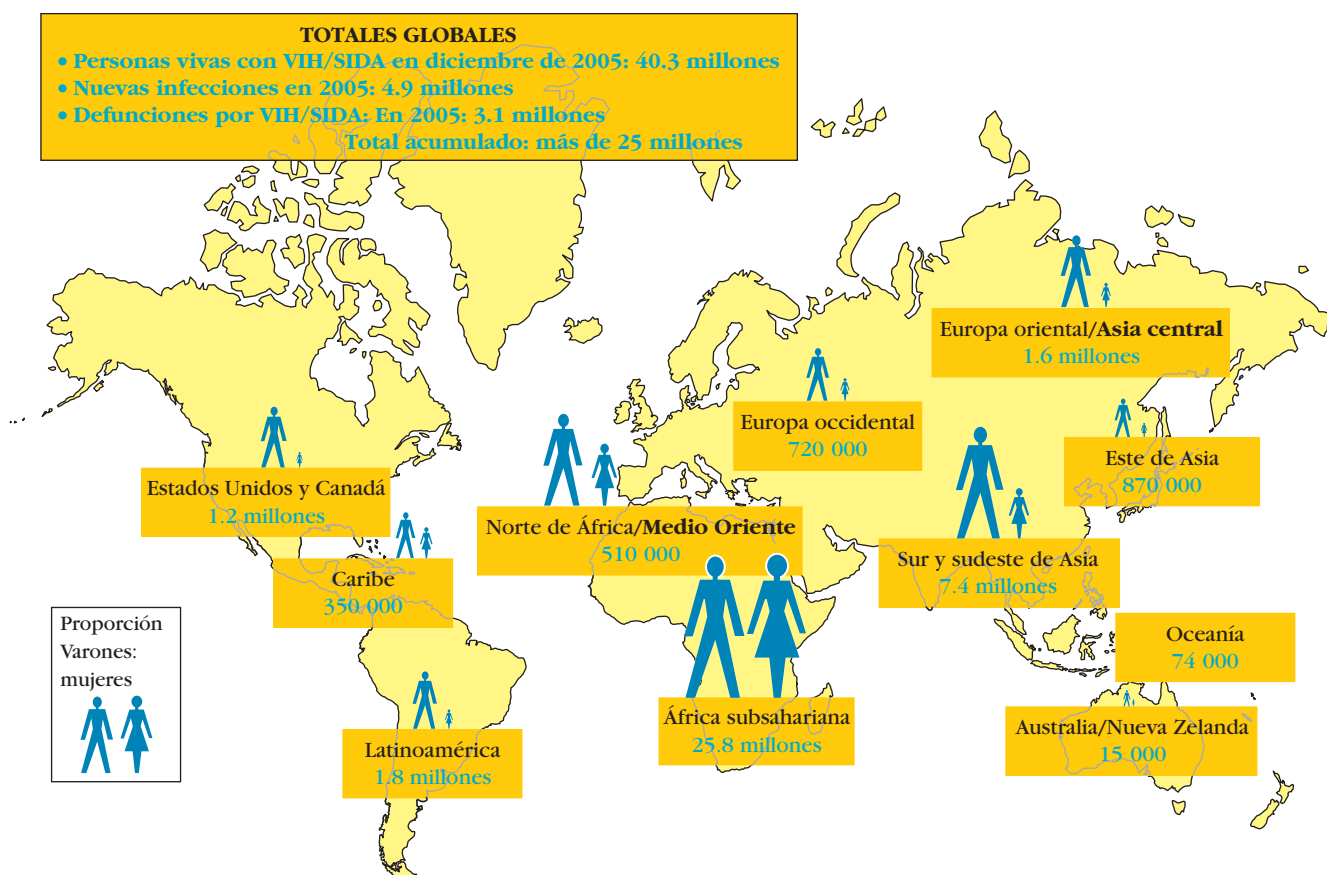 TOTALES GLOBALES
• Personas vivas con VIH/SIDA en diciembre de 2005: 40.3 millones
• Nuevas infecciones en 2005: 4.9 millones
• Defunciones por VIH/SIDA: En 2005: 3.1 millones
Total acumulado: más de 25 millones
Europa oriental/Asia central
1.6 millones
Europa occidental
720 000
Este de Asia
870 000
Estados Unidos y Canadá
1.2 millones
Norte de África/Medio Oriente
510 000
Sur y sudeste de Asia
7.4 millones
Caribe
350 000
Proporción
Varones:
mujeres
Oceanía
74 000
África subsahariana
25.8 millones
Australia/Nueva Zelanda
15 000
Latinoamérica
1.8 millones